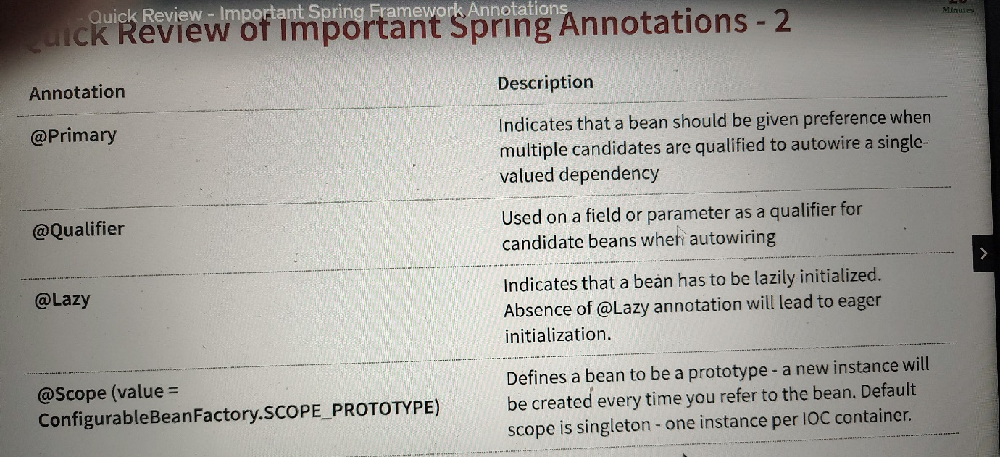 Quick Review - Important Spring Framework Annotations
Quick Review of Important Spring Annotations - 2
Minutes
Annotation
Description
@Primary
Indicates that a bean should be given preference when
multiple candidates are qualified to autowire a single-
valued dependency
@Qualifier
Used on a field or parameter as a qualifier for
candidate beans when autowiring
@Lazy
Indicates that a bean has to be lazily initialized.
Absence of @Lazy annotation will lead to eager
initialization.
@Scope (value =
ConfigurableBeanFactory.SCOPE_PROTOTYPE)
Defines a bean to be a prototype - a new instance will
be created every time you refer to the bean. Default
scope is singleton - one instance per IOC container.